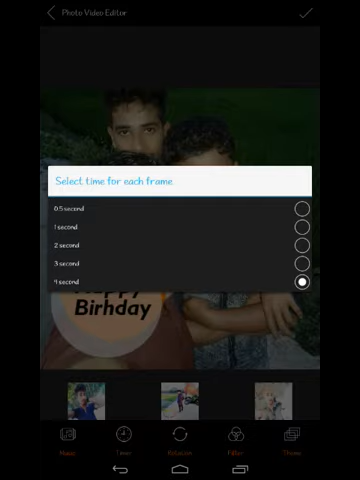 Photo Video Editor
Select time for each frame
0.5 second
1 second
2 second
3 second
4 second
Happy
Birhday
Music
Timer
Rotation
Filter
Theme